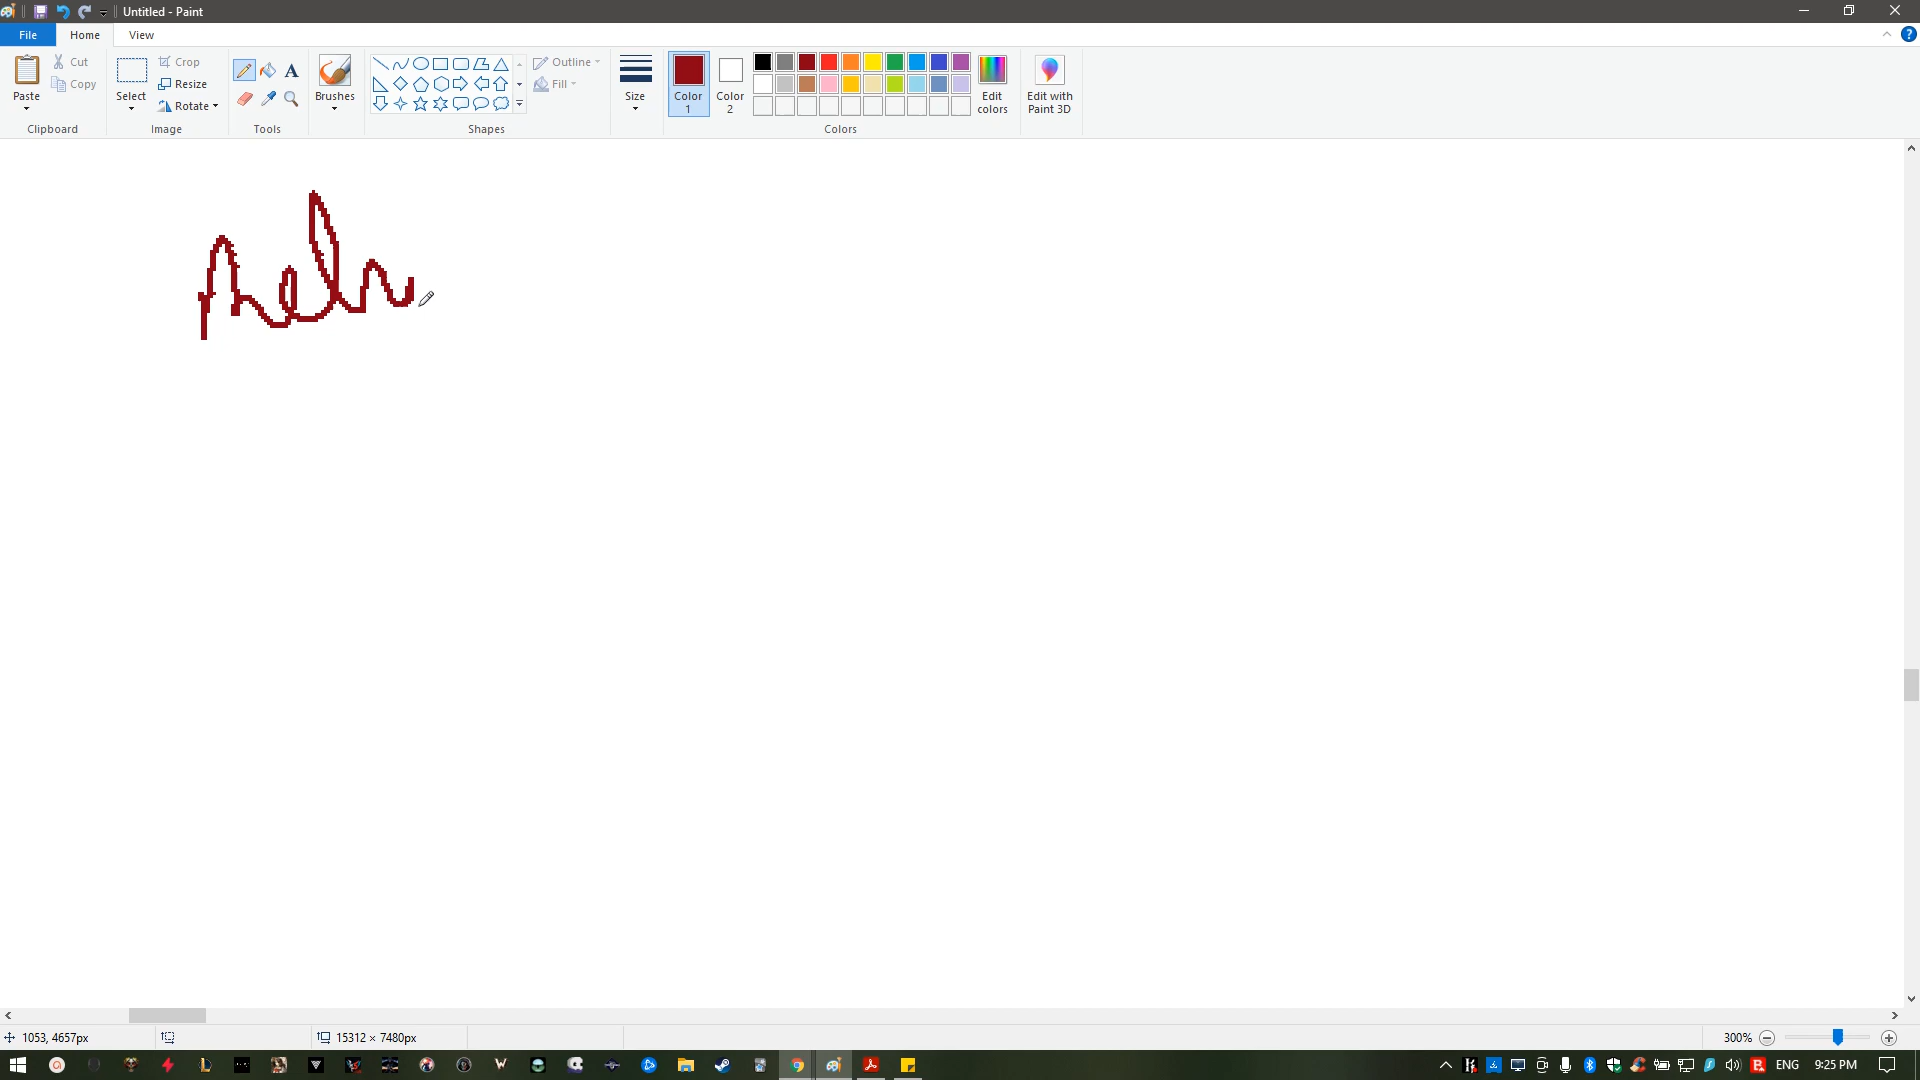 Untitled - Paint
File Home View
Paste Cut Copy Clipboard
Select Crop Resize Rotate Image
Tools
Brushes
Shapes
Outline Fill
Size
Color 1
Color 2
Edit colors
Colors
Edit with Paint 3D
1053, 4657px
15312 × 7480px
300%
ENG 9:25 PM